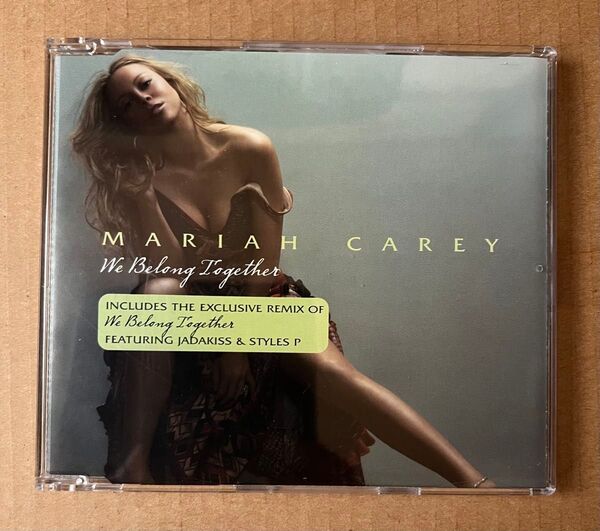 MARIAH CAREY
We Belong Together
INCLUDES THE EXCLUSIVE REMIX OF
We Belong Together
FEATURING JADAKISS & STYLES P